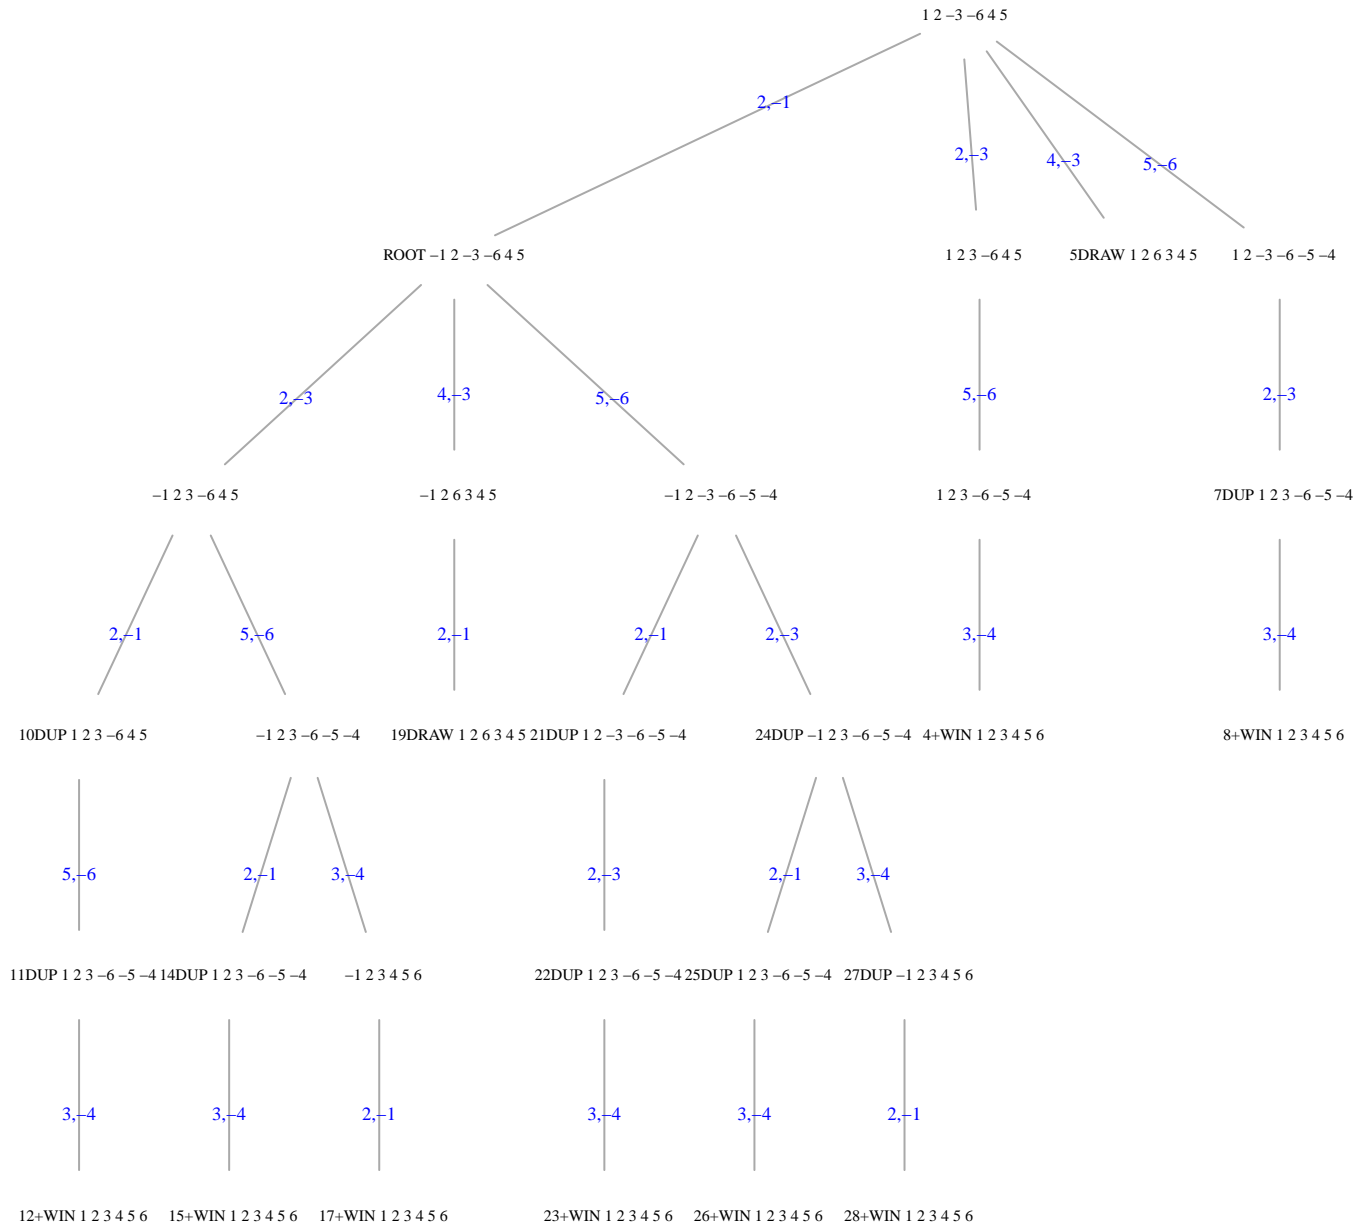 1 2 −3 −6 4 5
2,−1
2,−3
4,−3
5,−6
ROOT −1 2 −3 −6 4 5
1 2 3 −6 4 5
5DRAW 1 2 6 3 4 5
1 2 −3 −6 −5 −4
2,−3
4,−3
5,−6
5,−6
2,−3
−1 2 3 −6 4 5
−1 2 6 3 4 5
−1 2 −3 −6 −5 −4
1 2 3 −6 −5 −4
7DUP 1 2 3 −6 −5 −4
2,−1
5,−6
2,−1
2,−1
2,−3
3,−4
3,−4
10DUP 1 2 3 −6 4 5
−1 2 3 −6 −5 −4
19DRAW 1 2 6 3 4 5
21DUP 1 2 −3 −6 −5 −4
24DUP −1 2 3 −6 −5 −4
4+WIN 1 2 3 4 5 6
8+WIN 1 2 3 4 5 6
5,−6
2,−1
3,−4
2,−3
2,−1
3,−4
11DUP 1 2 3 −6 −5 −4
14DUP 1 2 3 −6 −5 −4
−1 2 3 4 5 6
22DUP 1 2 3 −6 −5 −4
25DUP 1 2 3 −6 −5 −4
27DUP −1 2 3 4 5 6
3,−4
3,−4
2,−1
3,−4
3,−4
2,−1
12+WIN 1 2 3 4 5 6
15+WIN 1 2 3 4 5 6
17+WIN 1 2 3 4 5 6
23+WIN 1 2 3 4 5 6
26+WIN 1 2 3 4 5 6
28+WIN 1 2 3 4 5 6